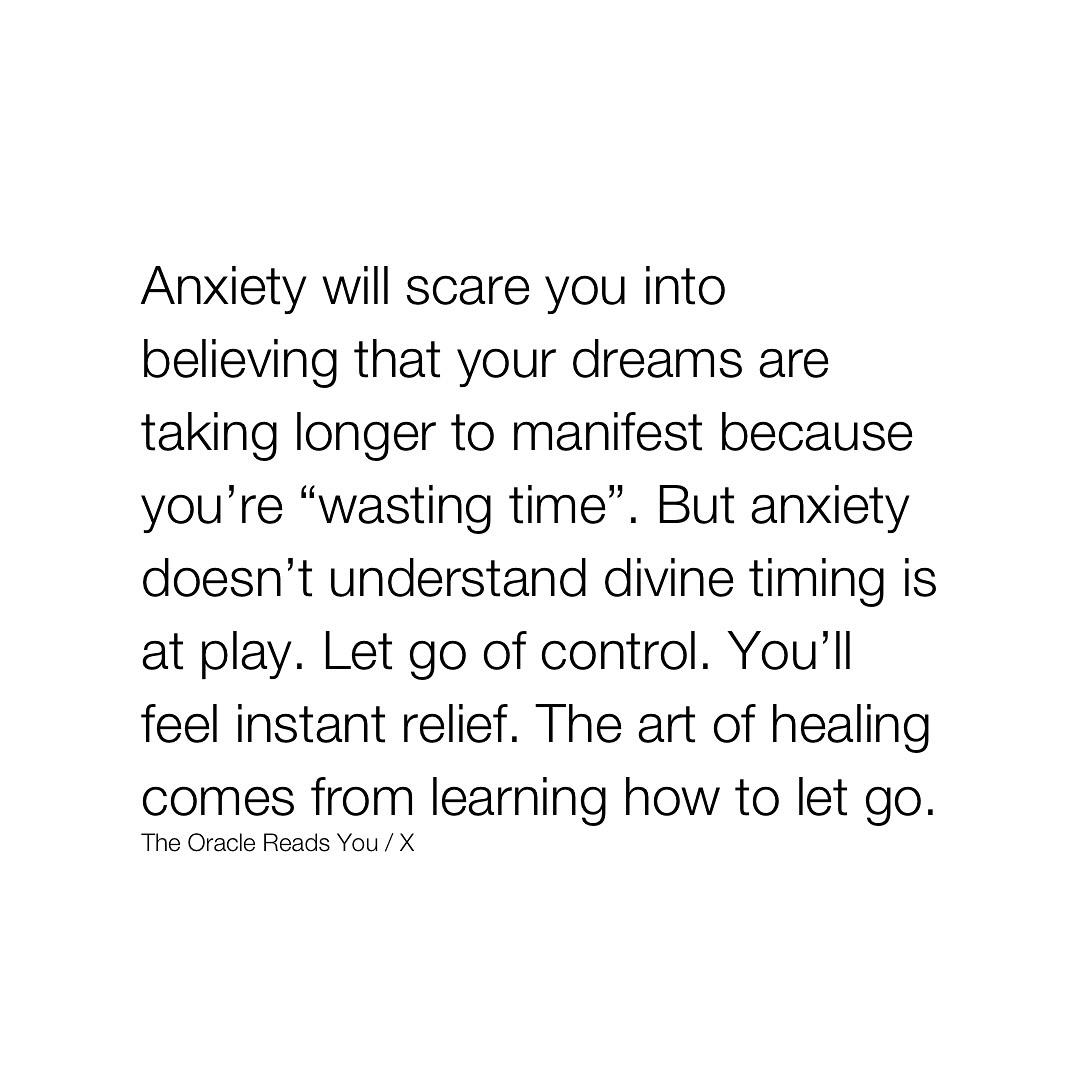 Anxiety will scare you into
believing that your dreams are
taking longer to manifest because
you’re “wasting time”. But anxiety
doesn’t understand divine timing is
at play. Let go of control. You’ll
feel instant relief. The art of healing
comes from learning how to let go.
The Oracle Reads You / X